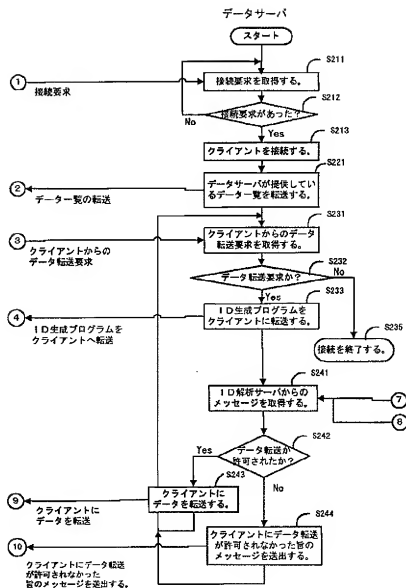 データサーバ
スタート
S211
接続要求を取得する。
①
接続要求
S212
接続要求があった?
No
Yes
S213
クライアントを接続する。
S221
データサーバが提供してい
るデータ一覧を転送する。
②
データ一覧の転送
S231
クライアントからのデータ
転送要求を取得する。
③
クライアントからの
データ転送要求
S232
データ転送要求か?
No
Yes
S233
ID生成プログラムを
クライアントに転送する。
④
ID生成プログラムを
クライアントへ転送
S235
接続を終了する。
S241
ID解析サーバからの
メッセージを取得する。
⑦
⑧
S242
データ転送が
許可されたか?
Yes
No
S243
クライアントに
データを転送する。
⑨
クライアントに
データを転送
S244
クライアントにデータ転送
が許可されなかった旨の
メッセージを送出する。
⑩
クライアントにデータ転送
が許可されなかった
旨のメッセージを送出する。